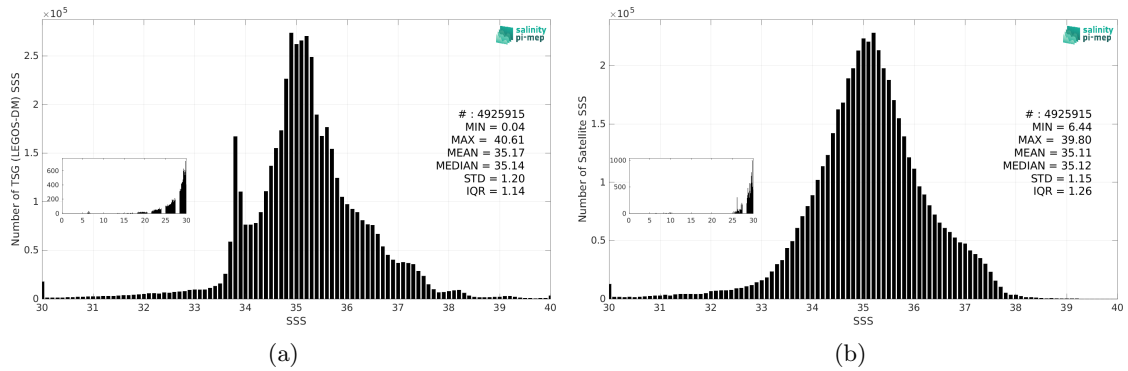 ×10^5
salinity
pi-mep
2.5
2
1.5
1
0.5
0
Number of TSG (LEGOS-DM) SSS
# : 4925915
MIN = 0.04
MAX = 40.61
MEAN = 35.17
MEDIAN = 35.14
STD = 1.20
IQR = 1.14
600
400
200
0
0 5 10 15 20 25 30
30 31 32 33 34 35 36 37 38 39 40
SSS
(a)
×10^5
salinity
pi-mep
2
1.5
1
0.5
0
Number of Satellite SSS
# : 4925915
MIN = 6.44
MAX = 39.80
MEAN = 35.11
MEDIAN = 35.12
STD = 1.15
IQR = 1.26
1000
500
0
0 5 10 15 20 25 30
30 31 32 33 34 35 36 37 38 39 40
SSS
(b)